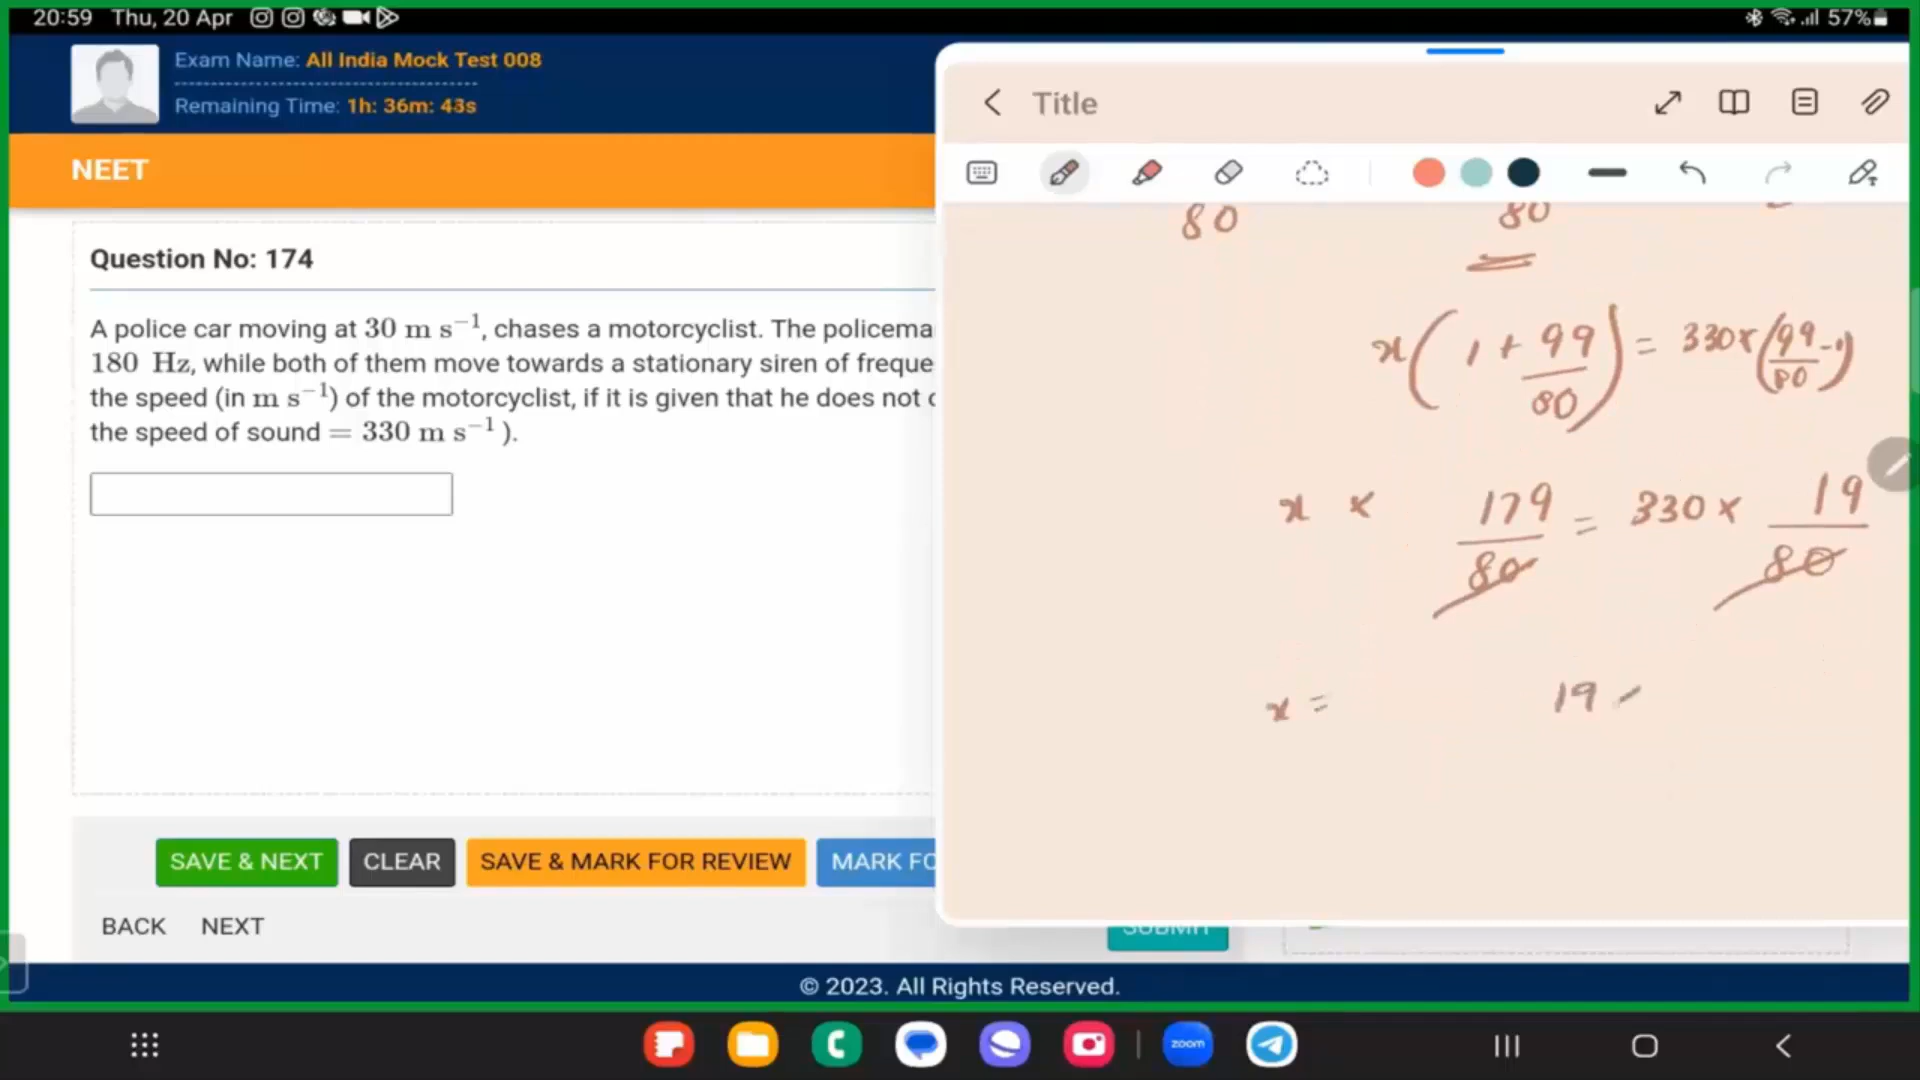 20:59 Thu, 20 Apr
57%
Exam Name: All India Mock Test 008
Remaining Time: 1h: 36m: 43s
NEET
Question No: 174
A police car moving at 30 m s⁻¹, chases a motorcyclist. The policema
180 Hz, while both of them move towards a stationary siren of freque
the speed (in m s⁻¹) of the motorcyclist, if it is given that he does not
the speed of sound = 330 m s⁻¹ ).
SAVE & NEXT
CLEAR
SAVE & MARK FOR REVIEW
MARK FO
BACK
NEXT
SUBMIT
© 2023. All Rights Reserved.
Title
80 80
x(1 + 99/80) = 330x(99/80 - 1)
x x 179/80 = 330 x 19/80
x = 19
zoom